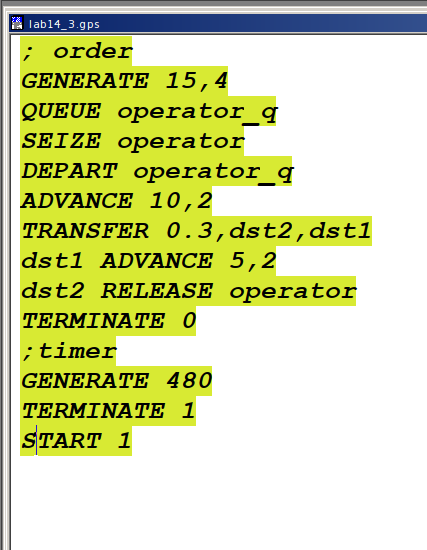 lab14_3.gps
; order
GENERATE 15,4
QUEUE operator_q
SEIZE operator
DEPART operator_q
ADVANCE 10,2
TRANSFER 0.3,dst2,dst1
dst1 ADVANCE 5,2
dst2 RELEASE operator
TERMINATE 0
;timer
GENERATE 480
TERMINATE 1
START 1